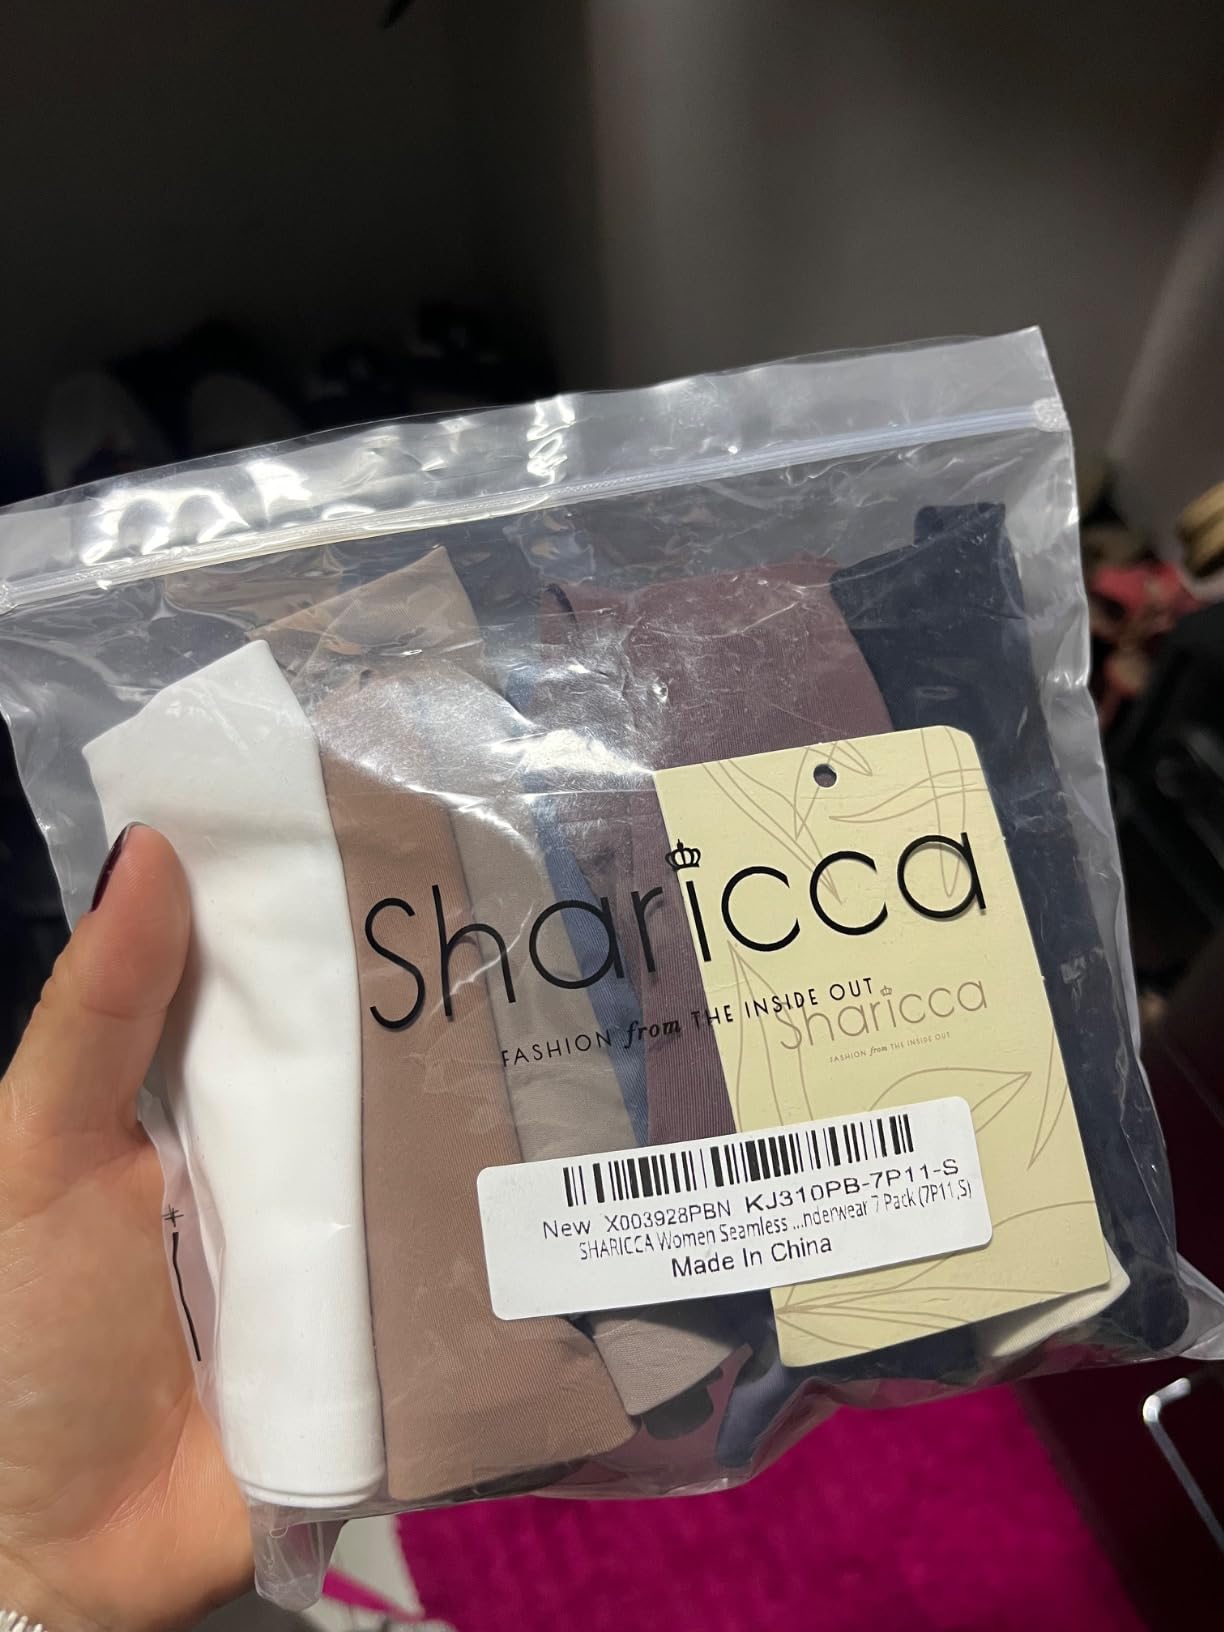 Sharicca
FASHION from THE INSIDE OUT
Sharicca
FASHION from THE INSIDE OUT
New X003928PBN KJ310PB-7P11-S
SHARICCA Women Seamless ...nderwear 7 Pack (7P11,S)
Made In China